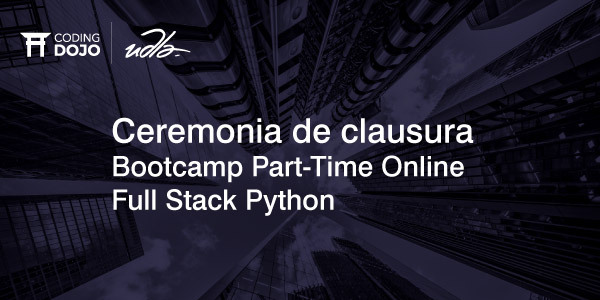 CODING
DOJO
udla-
Ceremonia de clausura
Bootcamp Part-Time Online
Full Stack Python